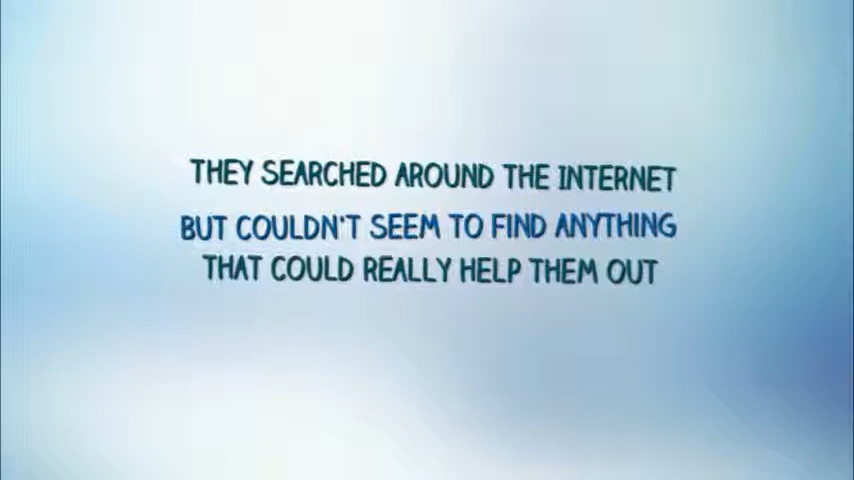 THEY SEARCHED AROUND THE INTERNET
BUT COULDN'T SEEM TO FIND ANYTHING
THAT COULD REALLY HELP THEM OUT